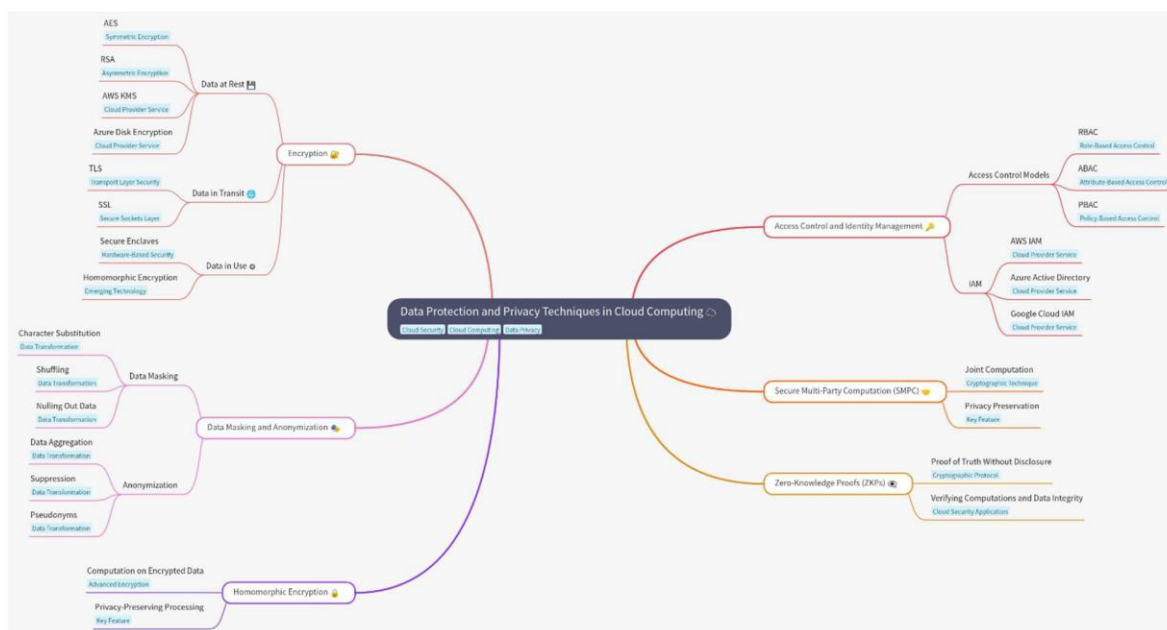 Data Protection and Privacy Techniques in Cloud Computing
Cloud Security Cloud Computing Data Privacy
Encryption
Data at Rest
AES
Symmetric Encryption
RSA
Asymmetric Encryption
AWS KMS
Cloud Provider Service
Azure Disk Encryption
Cloud Provider Service
Data in Transit
TLS
Transport Layer Security
SSL
Secure Sockets Layer
Data in Use
Secure Enclaves
Hardware-Based Security
Homomorphic Encryption
Emerging Technology
Data Masking and Anonymization
Data Masking
Character Substitution
Data Transformation
Shuffling
Data Transformation
Nulling Out Data
Data Transformation
Anonymization
Data Aggregation
Data Transformation
Suppression
Data Transformation
Pseudonyms
Data Transformation
Homomorphic Encryption
Computation on Encrypted Data
Advanced Encryption
Privacy-Preserving Processing
Key Feature
Access Control and Identity Management
Access Control Models
RBAC
Role-Based Access Control
ABAC
Attribute-Based Access Control
PBAC
Policy-Based Access Control
IAM
AWS IAM
Cloud Provider Service
Azure Active Directory
Cloud Provider Service
Google Cloud IAM
Cloud Provider Service
Secure Multi-Party Computation (SMPC)
Joint Computation
Cryptographic Technique
Privacy Preservation
Key Feature
Zero-Knowledge Proofs (ZKPs)
Proof of Truth Without Disclosure
Cryptographic Protocol
Verifying Computations and Data Integrity
Cloud Security Application